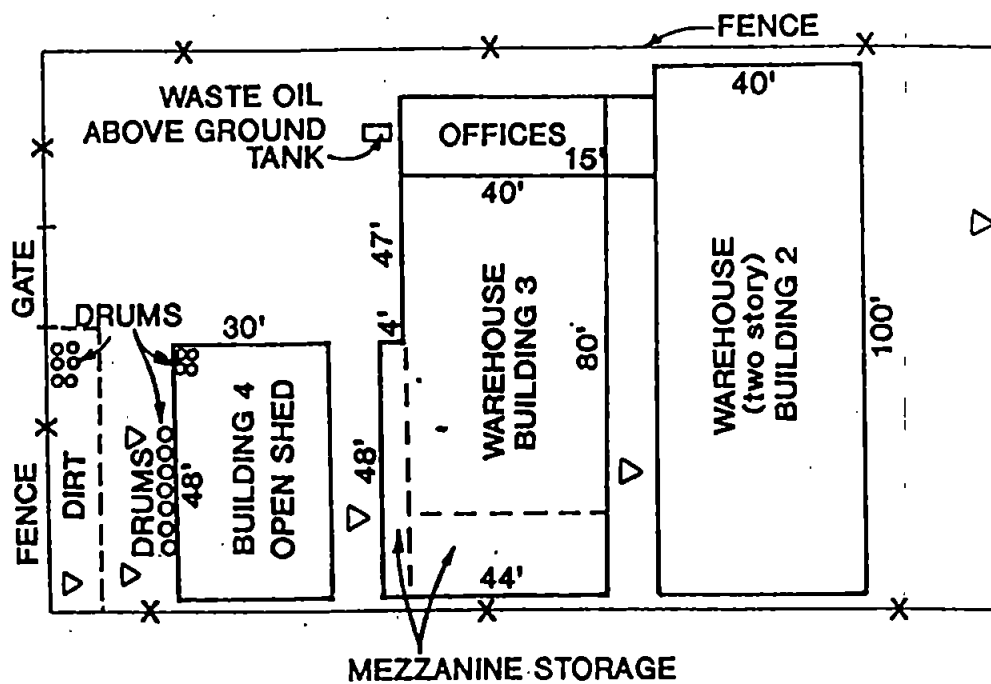 FENCE
40'
WASTE OIL
ABOVE GROUND
TANK
OFFICES
15'
40'
47'
GATE
DRUMS
30'
4'
WAREHOUSE
BUILDING 3
80'
WAREHOUSE
(two story)
BUILDING 2
100'
FENCE
DIRT
DRUMS
48'
BUILDING 4
OPEN SHED
48'
44'
MEZZANINE STORAGE